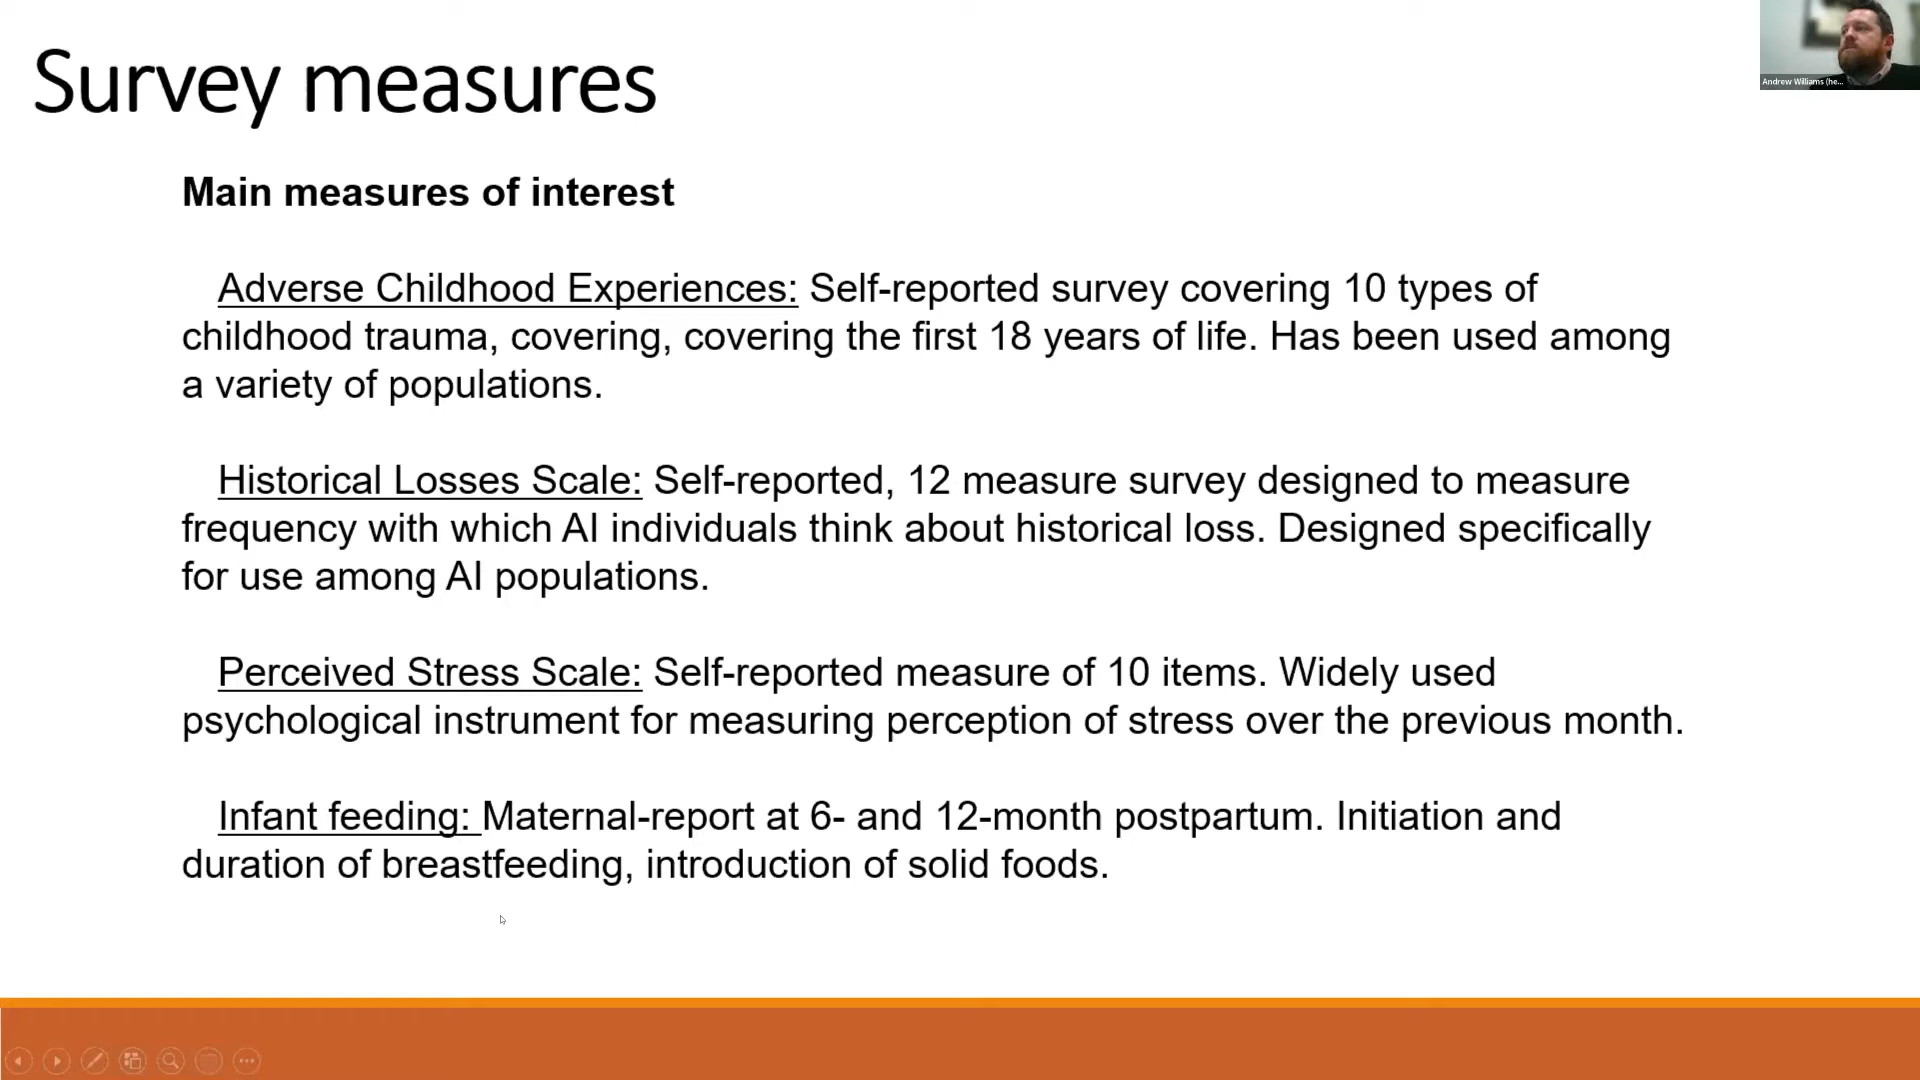 Survey measures
Andrew Williams (he...
Main measures of interest
Adverse Childhood Experiences: Self-reported survey covering 10 types of
childhood trauma, covering, covering the first 18 years of life. Has been used among
a variety of populations.
Historical Losses Scale: Self-reported, 12 measure survey designed to measure
frequency with which AI individuals think about historical loss. Designed specifically
for use among AI populations.
Perceived Stress Scale: Self-reported measure of 10 items. Widely used
psychological instrument for measuring perception of stress over the previous month.
Infant feeding: Maternal-report at 6- and 12-month postpartum. Initiation and
duration of breastfeeding, introduction of solid foods.